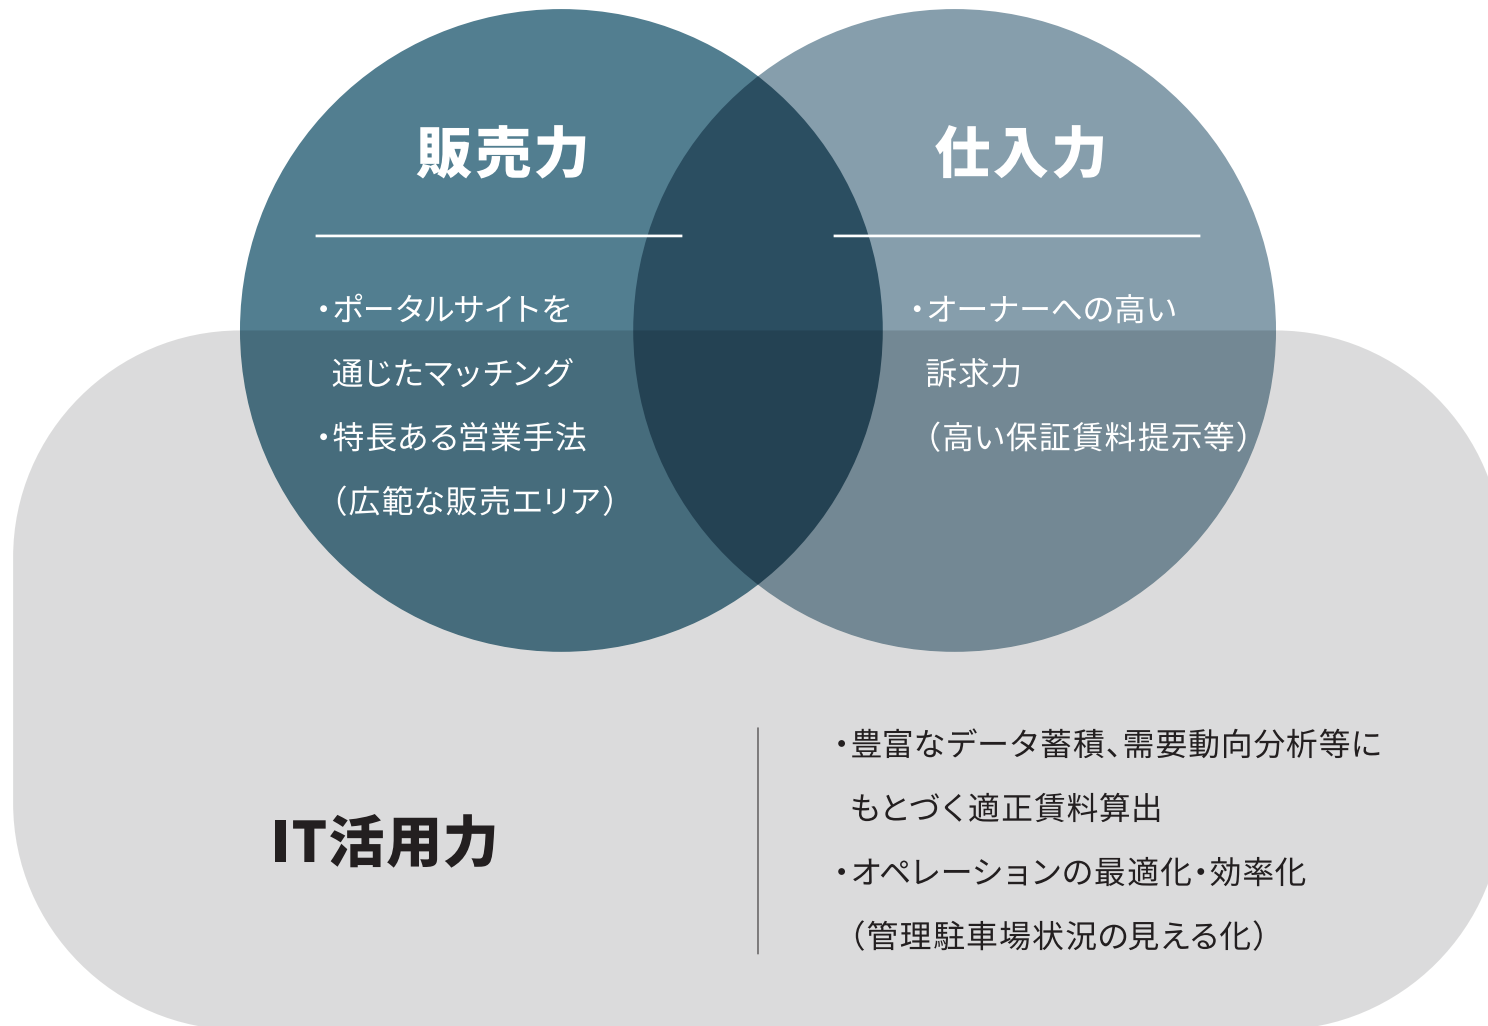 販売力
・ポータルサイトを
通じたマッチング
・特長ある営業手法
（広範な販売エリア）
仕入力
・オーナーへの高い
訴求力
（高い保証賃料提示等）
IT活用力
・豊富なデータ蓄積、需要動向分析等に
もとづく適正賃料算出
・オペレーションの最適化・効率化
（管理駐車場状況の見える化）